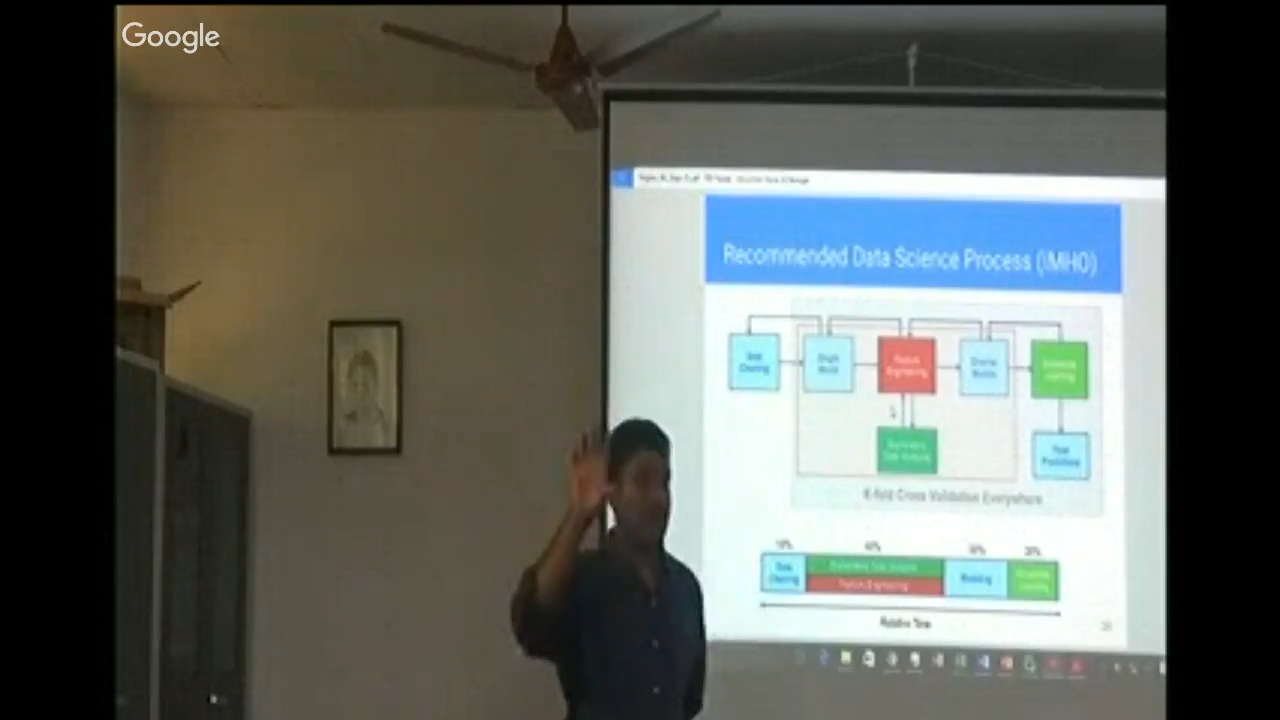 Google
Recommended Data Science Process (IMHO)
Data Cleaning
Single Model
Feature Engineering
Diverse Models
Ensemble Learning
Exploratory Data Analysis
Final Predictions
K-fold Cross Validation Everywhere
10% 40% 20%
Data Cleaning
Exploratory Data Analysis
Feature Engineering
Modeling
Ensemble Learning
Relative Time